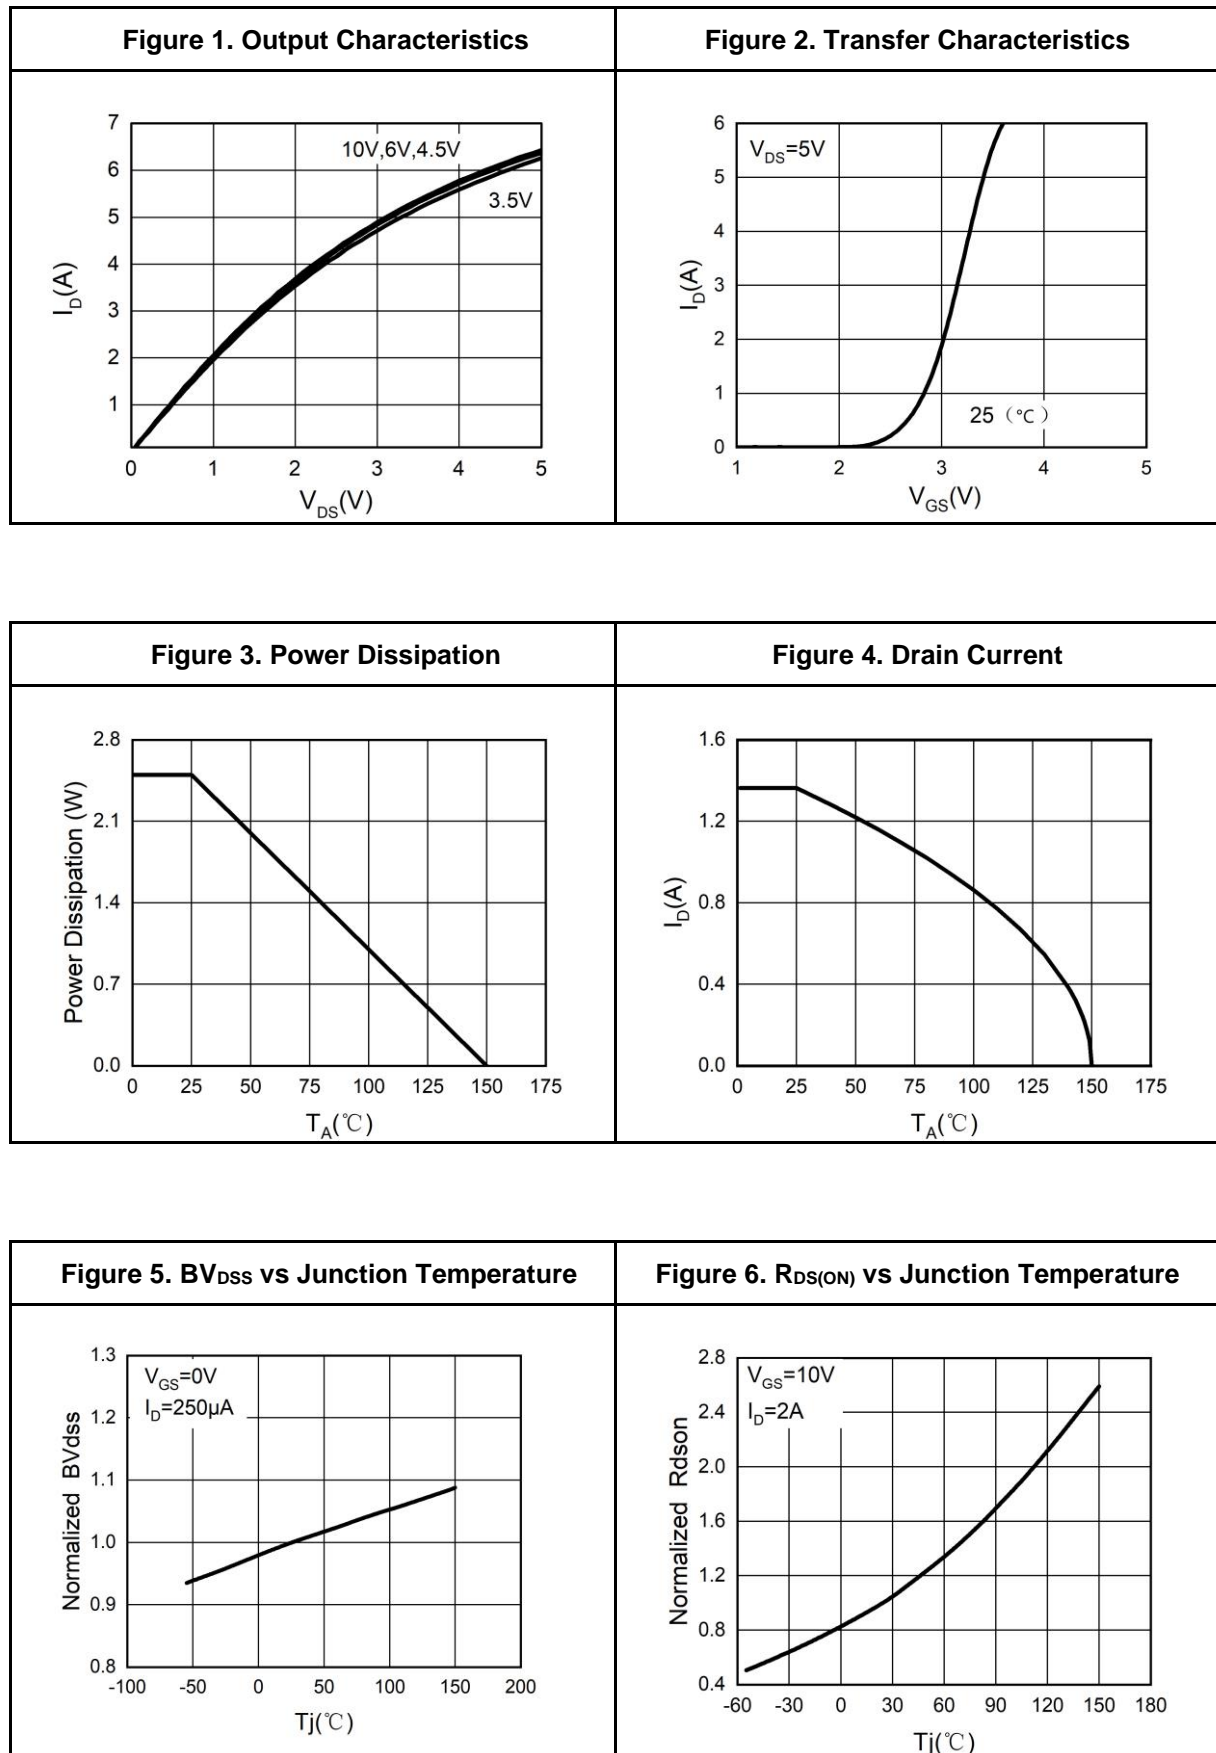 Figure 1. Output Characteristics
Figure 2. Transfer Characteristics
7
6
5
4
3
2
1
I_D(A)
10V,6V,4.5V
3.5V
0 1 2 3 4 5
V_DS(V)
6
5
4
3
2
1
0
I_D(A)
V_DS=5V
25 (℃)
1 2 3 4 5
V_GS(V)
Figure 3. Power Dissipation
Figure 4. Drain Current
2.8
2.1
1.4
0.7
0.0
Power Dissipation (W)
0 25 50 75 100 125 150 175
T_A(℃)
1.6
1.2
0.8
0.4
0.0
I_D(A)
0 25 50 75 100 125 150 175
T_A(℃)
Figure 5. BV_DSS vs Junction Temperature
Figure 6. R_DS(ON) vs Junction Temperature
1.3
1.2
1.1
1.0
0.9
0.8
Normalized BVdss
V_GS=0V
I_D=250μA
-100 -50 0 50 100 150 200
Tj(℃)
2.8
2.4
2.0
1.6
1.2
0.8
0.4
Normalized Rdson
V_GS=10V
I_D=2A
-60 -30 0 30 60 90 120 150 180
Tj(℃)